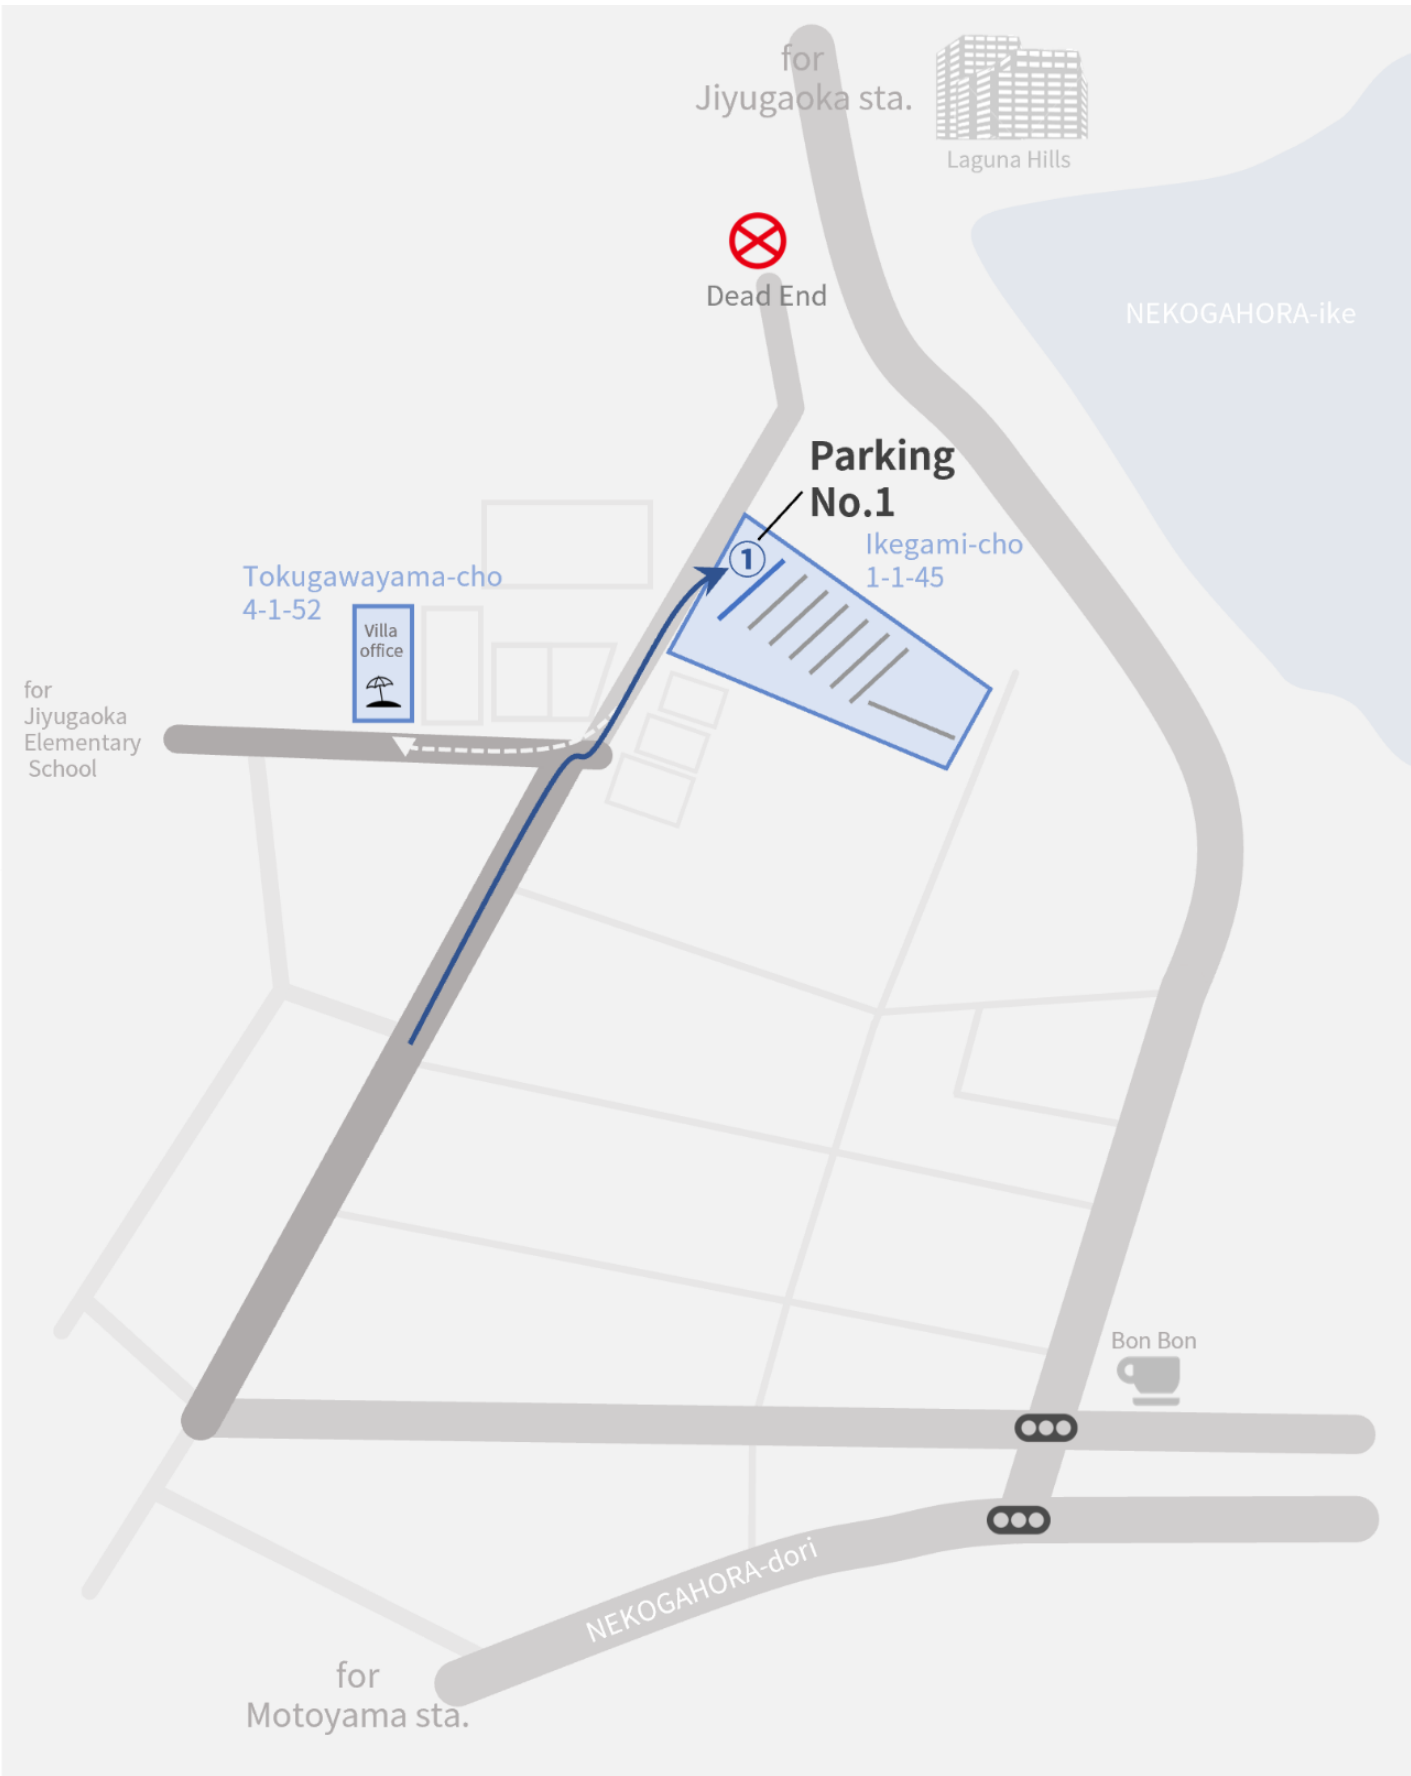 for
Jiyugaoka sta.
Laguna Hills
Dead End
NEKOGAHORA-ike
Parking
No.1
1
Ikegami-cho
1-1-45
Tokugawayama-cho
4-1-52
Villa
office
for
Jiyugaoka
Elementary
School
Bon Bon
NEKOGAHORA-dori
for
Motoyama sta.